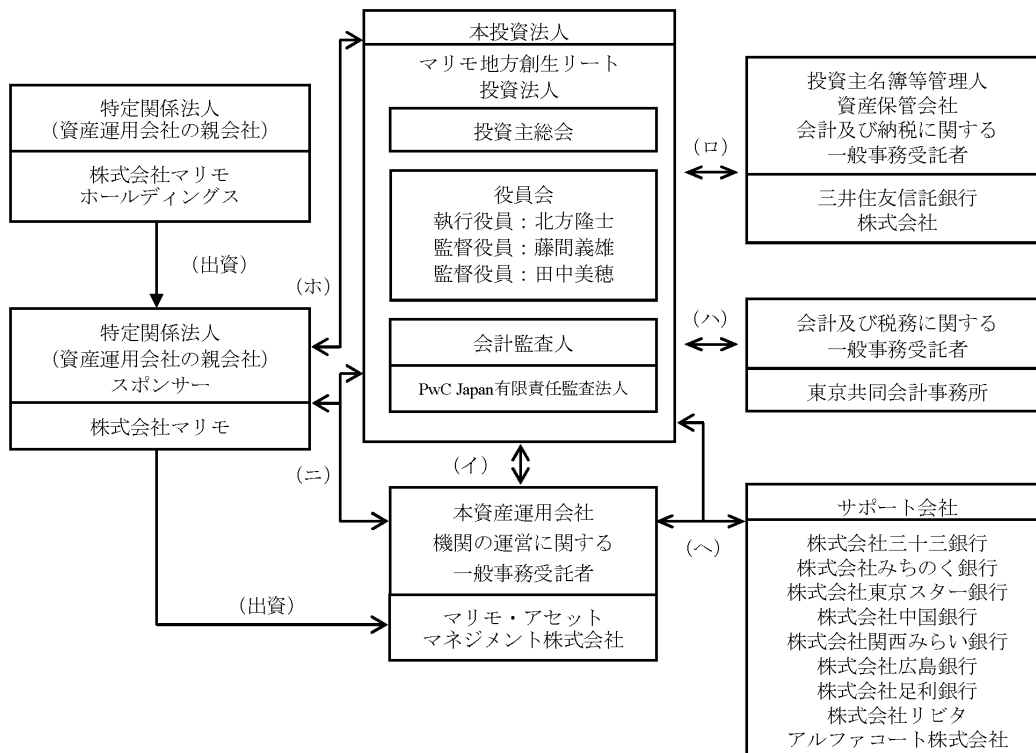 本投資法人
マリモ地方創生リート
投資法人
投資主総会
役員会
執行役員：北方隆士
監督役員：藤間義雄
監督役員：田中美穂
会計監査人
PwC Japan有限責任監査法人
特定関係法人
（資産運用会社の親会社）
株式会社マリモ
ホールディングス
（出資）
特定関係法人
（資産運用会社の親会社）
スポンサー
株式会社マリモ
（ホ）
（ニ）
（イ）
（出資）
本資産運用会社
機関の運営に関する
一般事務受託者
マリモ・アセット
マネジメント株式会社
（ロ）
投資主名簿等管理人
資産保管会社
会計及び納税に関する
一般事務受託者
三井住友信託銀行
株式会社
（ハ）
会計及び税務に関する
一般事務受託者
東京共同会計事務所
（ヘ）
サポート会社
株式会社三十三銀行
株式会社みちのく銀行
株式会社東京スター銀行
株式会社中国銀行
株式会社関西みらい銀行
株式会社広島銀行
株式会社足利銀行
株式会社リビタ
アルファコート株式会社